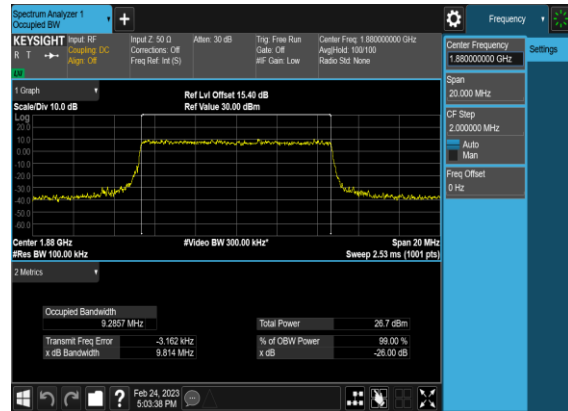 Spectrum Analyzer 1
Occupied BW
Frequency
KEYSIGHT
R T
LW
Input: RF
Coupling: DC
Align: Off
Input Z: 50 Ω
Corrections: Off
Freq Ref: Int (S)
Atten: 30 dB
Trig: Free Run
Gate: Off
#IF Gain: Low
Center Freq: 1.880000000 GHz
Avg|Hold: 100/100
Radio Std: None
1 Graph
Scale/Div 10.0 dB
Ref Lvl Offset 15.40 dB
Ref Value 30.00 dBm
Log
20.0
10.0
0.00
-10.0
-20.0
-30.0
-40.0
-50.0
-60.0
Center 1.88 GHz
#Res BW 100.00 kHz
#Video BW 300.00 kHz*
Span 20 MHz
Sweep 2.53 ms (1001 pts)
2 Metrics
Occupied Bandwidth
9.2857 MHz
Total Power 26.7 dBm
Transmit Freq Error -3.162 kHz
% of OBW Power 99.00 %
x dB Bandwidth 9.814 MHz
x dB -26.00 dB
Center Frequency
1.880000000 GHz
Settings
Span
20.000 MHz
CF Step
2.000000 MHz
Auto
Man
Freq Offset
0 Hz
Feb 24, 2023
5:03:38 PM